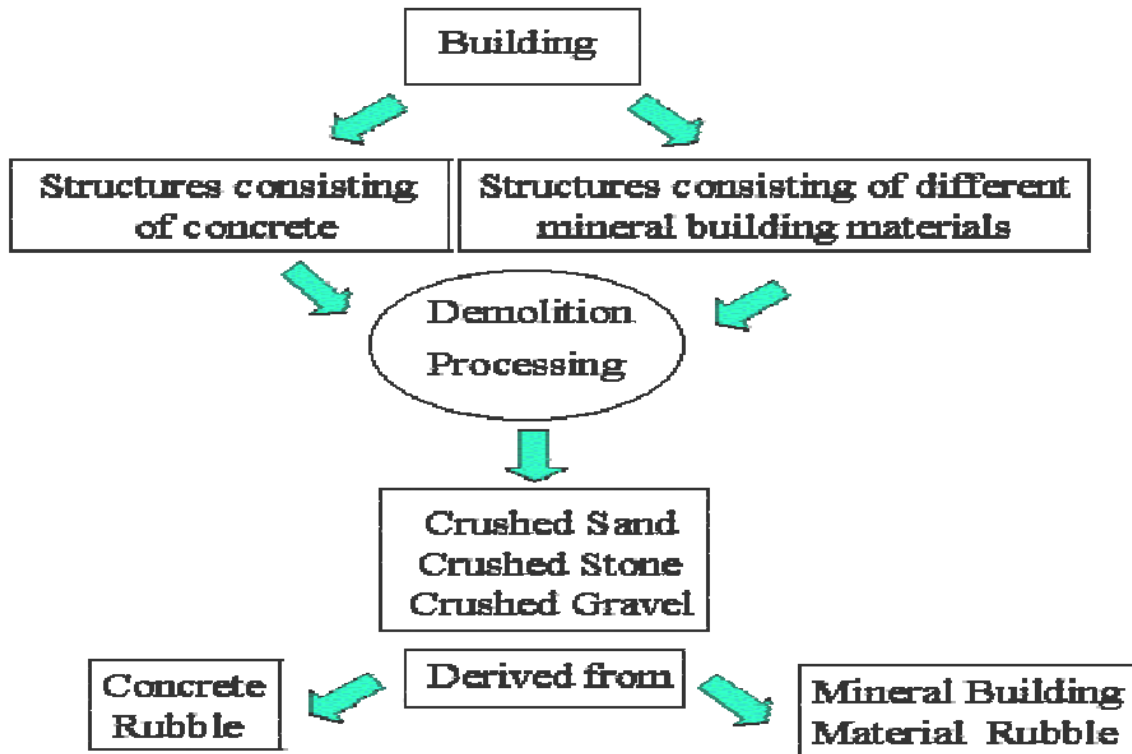 Building
Structures consisting
of concrete
Structures consisting of different
mineral building materials
Demolition
Processing
Crushed Sand
Crushed Stone
Crushed Gravel
Derived from
Concrete
Rubble
Mineral Building
Material Rubble